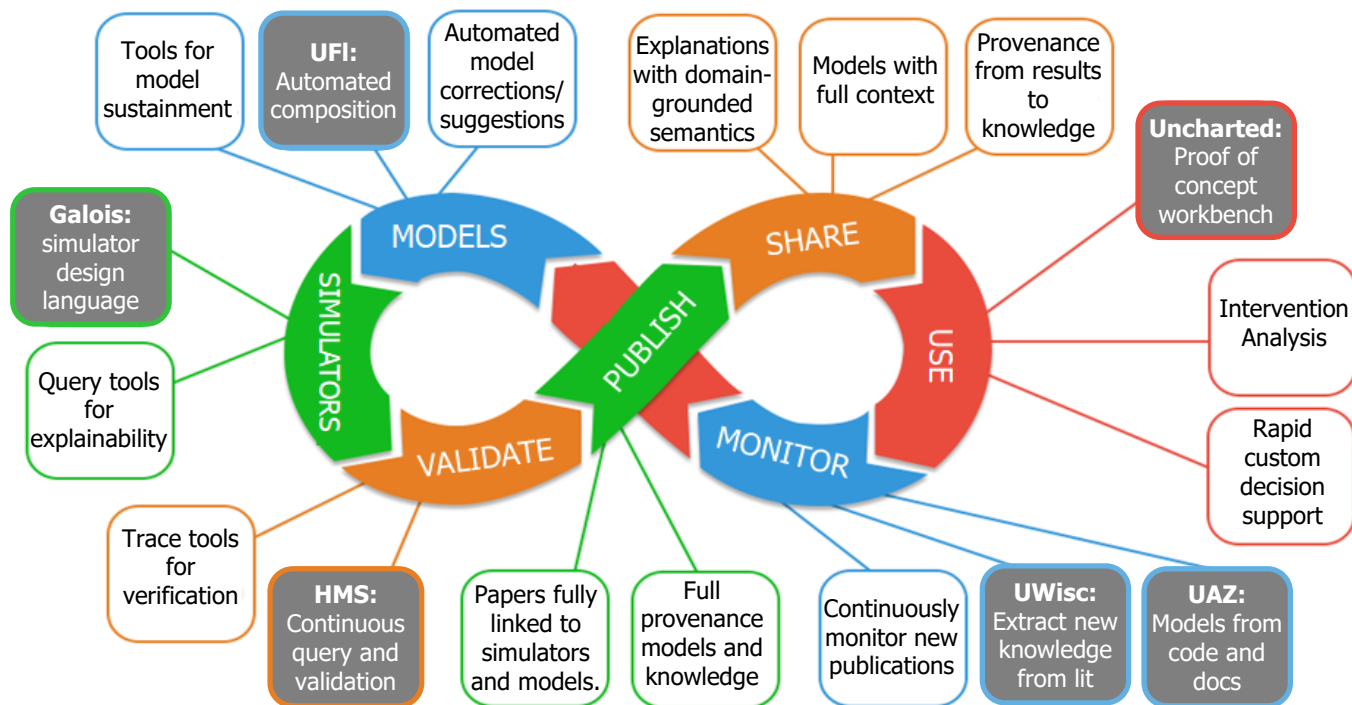 Tools for
model
sustainment
UFl:
Automated
composition
Automated
model
corrections/
suggestions
Explanations
with domain-
grounded
semantics
Models with
full context
Provenance
from results
to
knowledge
Uncharted:
Proof of
concept
workbench
Galois:
simulator
design
language
MODELS
SHARE
SIMULATORS
PUBLISH
USE
Intervention
Analysis
Query tools
for
explainability
VALIDATE
MONITOR
Rapid
custom
decision
support
Trace tools
for
verification
HMS:
Continuous
query and
validation
Papers fully
linked to
simulators
and models.
Full
provenance
models and
knowledge
Continuously
monitor new
publications
UWisc:
Extract new
knowledge
from lit
UAZ:
Models from
code and
docs